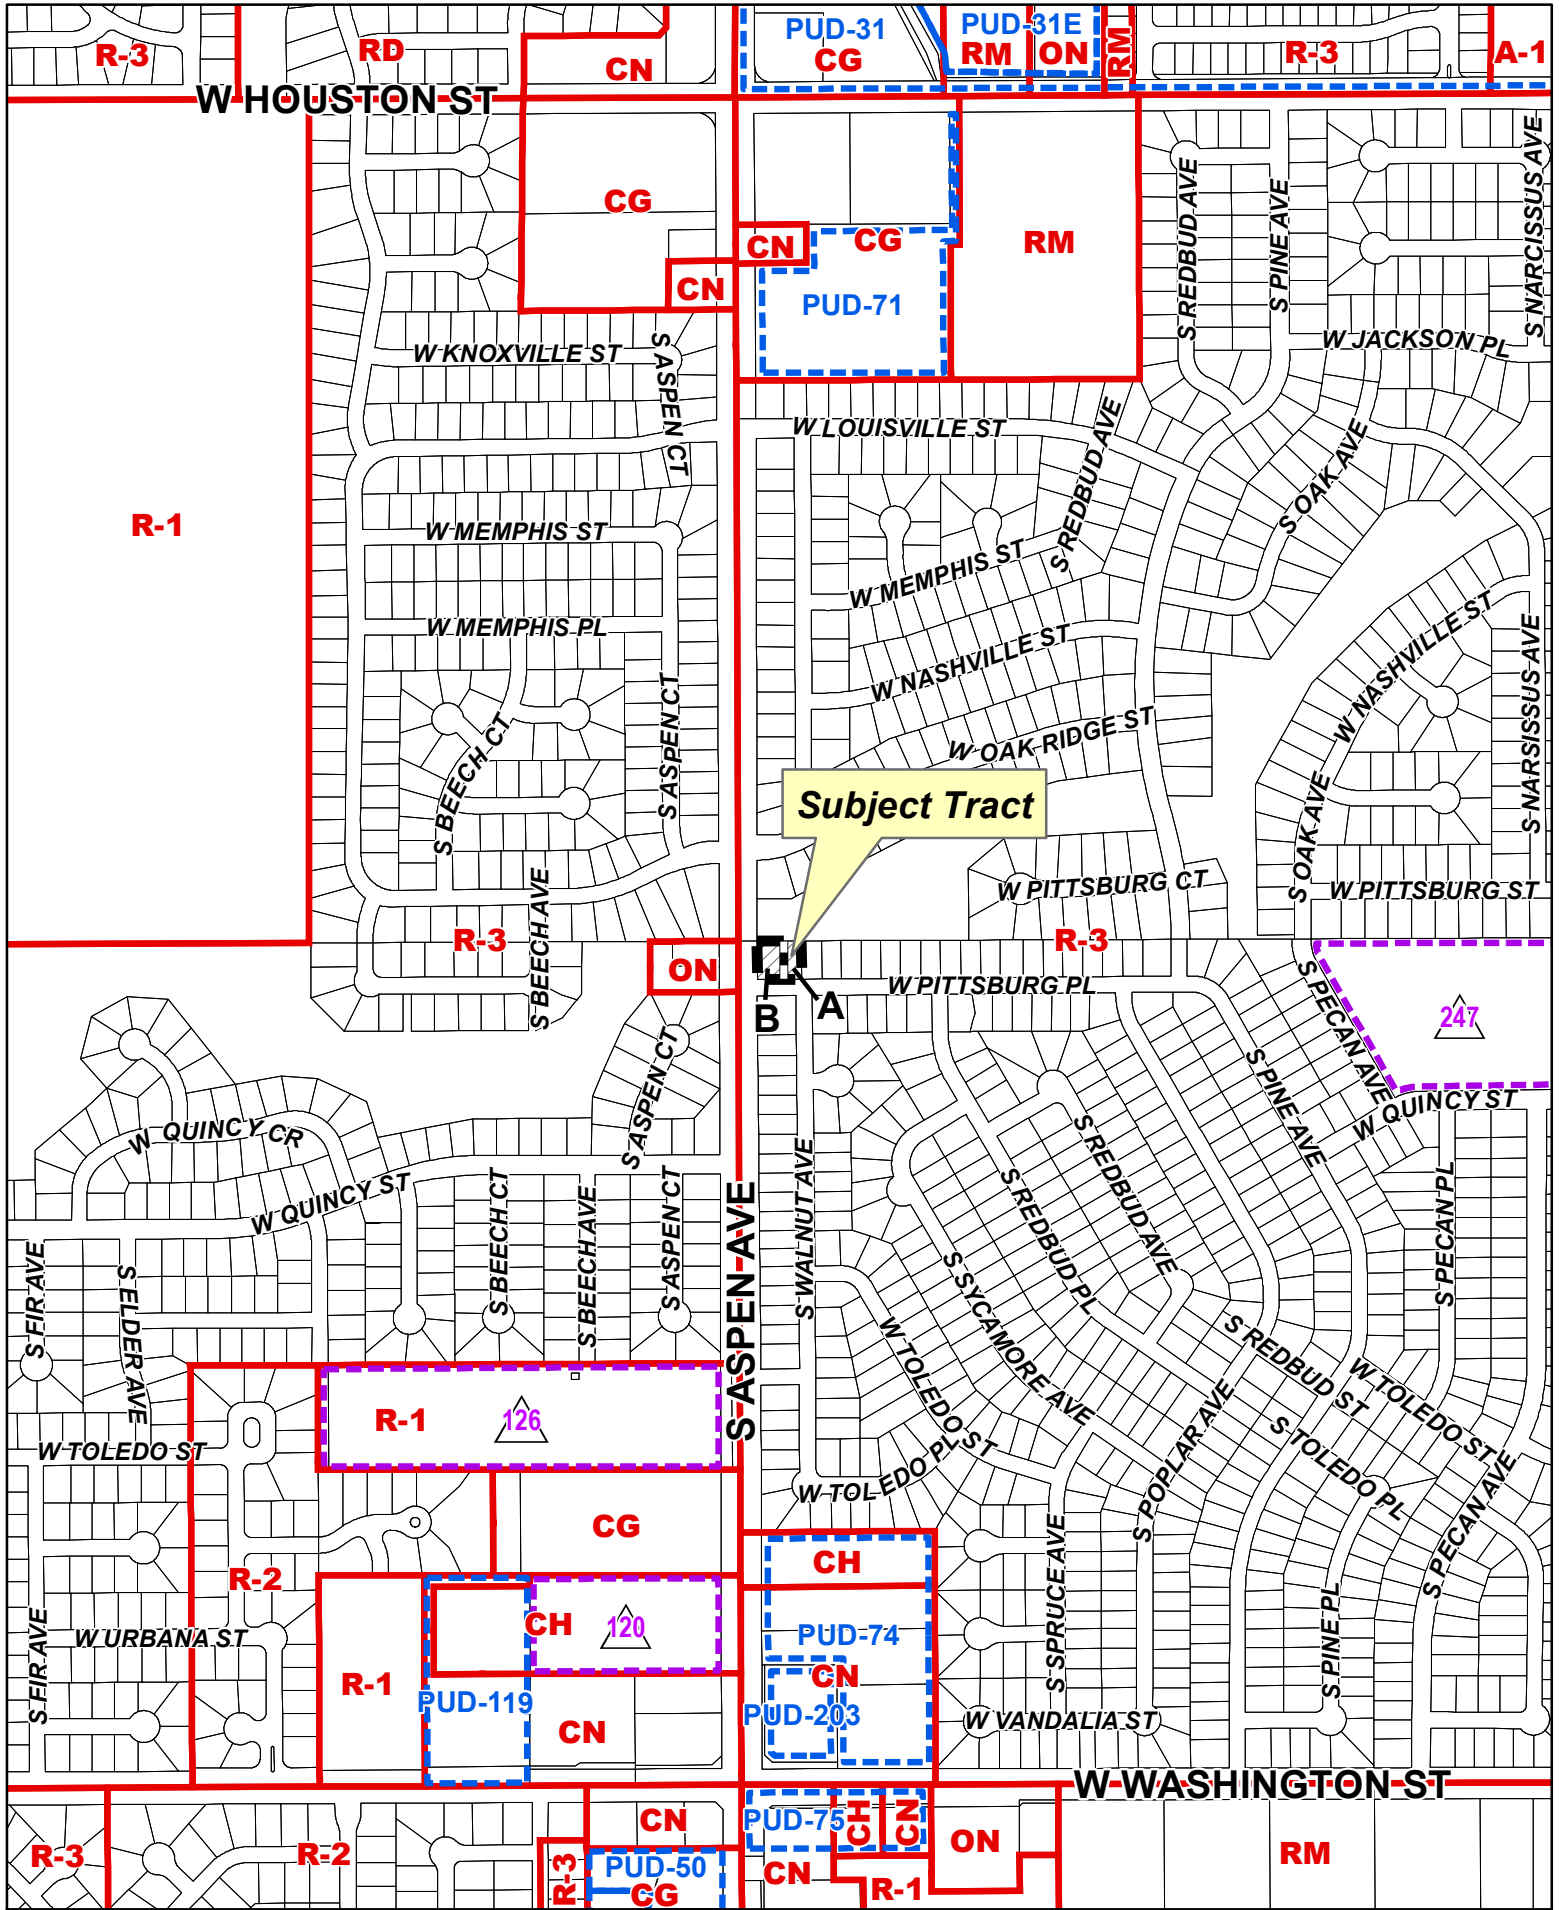 PUD-31
PUD-31E
R-3
RD
CN
CG
RM
ON
RM
R-3
A-1
W HOUSTON ST
CG
CN
CN
CG
PUD-71
RM
S REDBUD AVE
S PINE AVE
S NARCISSUS AVE
W JACKSON PL
W KNOXVILLE ST
S ASPEN CT
W LOUISVILLE ST
S REDBUD AVE
S OAK AVE
R-1
W MEMPHIS ST
W MEMPHIS ST
W MEMPHIS PL
W NASHVILLE ST
W NASHVILLE ST
S NARSISSUS AVE
S BEECH CT
S ASPEN CT
W OAK RIDGE ST
Subject Tract
S OAK AVE
W PITTSBURG CT
W PITTSBURG ST
S BEECH AVE
R-3
R-3
ON
W PITTSBURG PL
B
A
S PECAN AVE
247
S ASPEN CT
S PINE AVE
W QUINCY ST
W QUINCY CR
W QUINCY ST
S BEECH CT
S BEECH AVE
S ASPEN CT
S ASPEN AVE
S WALNUT AVE
S REDBUD PL
S REDBUD AVE
S PECAN PL
S FIR AVE
S ELDER AVE
W TOLEDO ST
S SYCAMORE AVE
S REDBUD ST
W TOLEDO ST
R-1
126
W TOLEDO ST
W TOLEDO PL
S POPLAR AVE
S TOLEDO PL
S PECAN AVE
CG
CH
R-2
S SPRUCE AVE
S PINE PL
CH
120
PUD-74
S FIR AVE
W URBANA ST
R-1
PUD-119
CN
CN
PUD-203
W VANDALIA ST
W WASHINGTON ST
CN
PUD-75
CH
CN
ON
R-3
R-2
R-3
PUD-50
CG
CN
R-1
RM